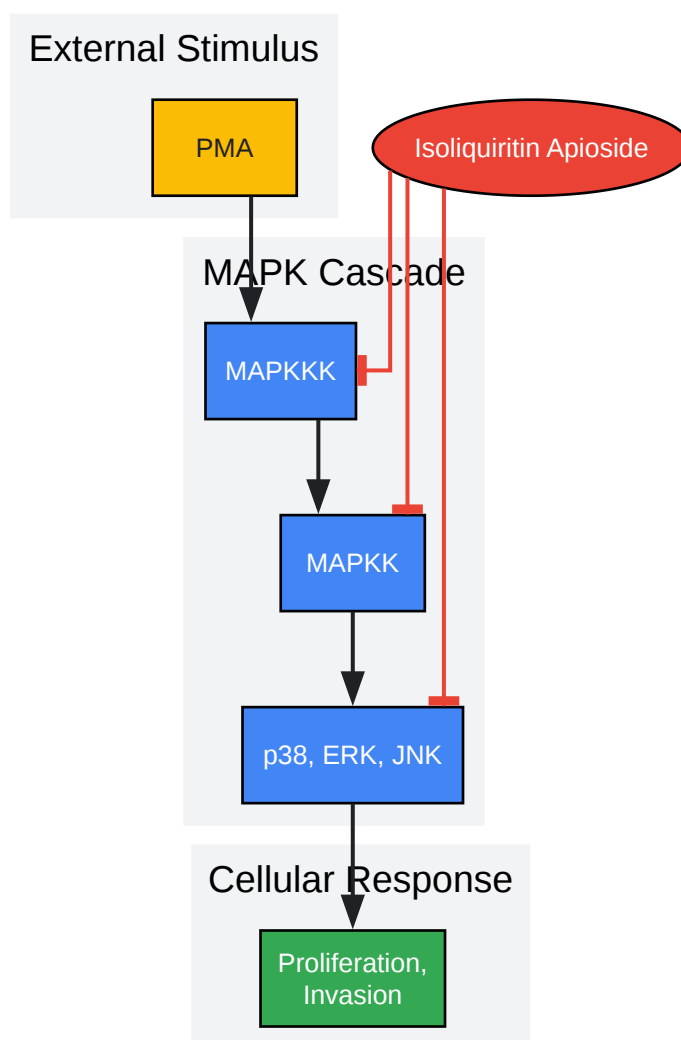 External Stimulus
PMA
Isoliquiritin Apioside
MAPK Cascade
MAPKKK
MAPKK
p38, ERK, JNK
Cellular Response
Proliferation,
Invasion